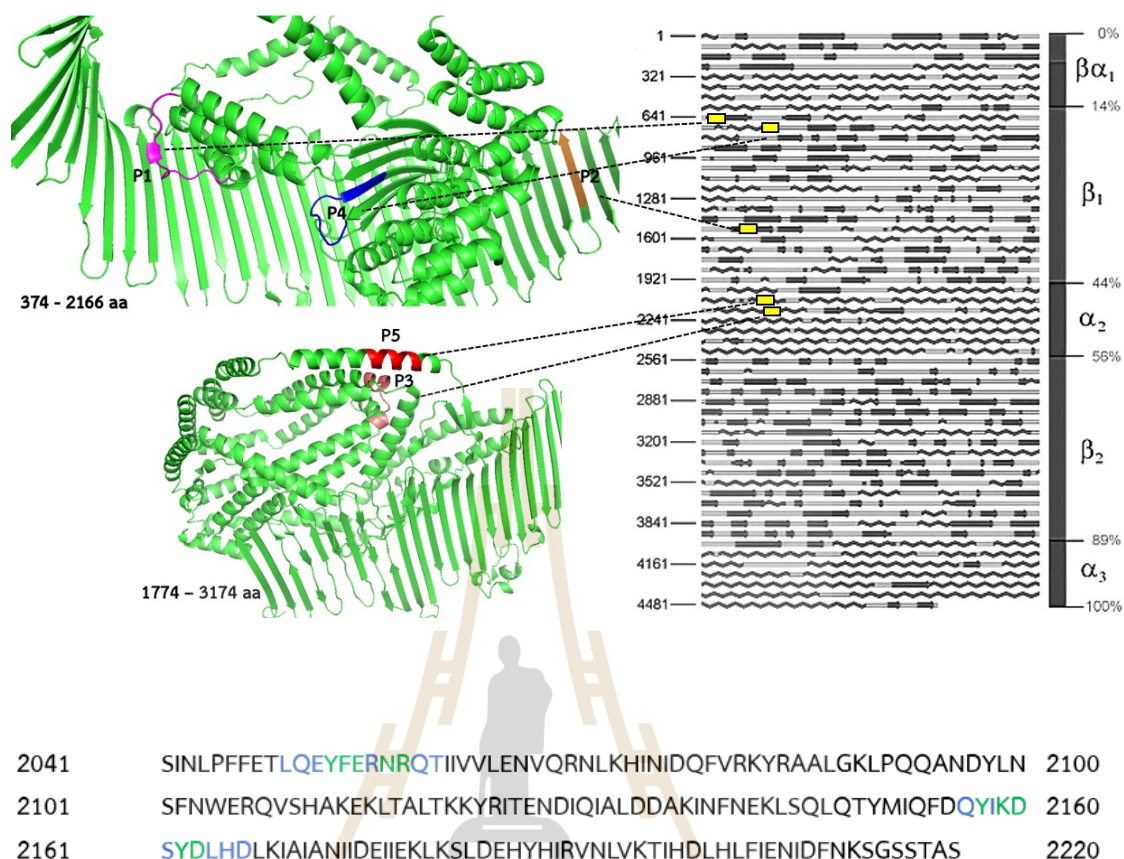 P1
P4
P2
374 - 2166 aa
P5
P3
1774 – 3174 aa
1
321
641
961
1281
1601
1921
2241
2561
2881
3201
3521
3841
4161
4481
0%
βα1
14%
β1
44%
α2
56%
β2
89%
α3
100%
2041 SINLPFFETLQEYFERNRQTIIVVLENVQRNLKHINIDQFVRKYRAALGKLPQQANDYLN 2100
2101 SFNWERQVSHAKEKLTALTKKYRITENDIQIALDDAKINFNEKLSQLQTYMIQFDQYIKD 2160
2161 SYDLHDLKIAIANIIDEIIEKLKSLDEHYHIRVNLVKTIHDLHLFIENIDFNKSGSSTAS 2220